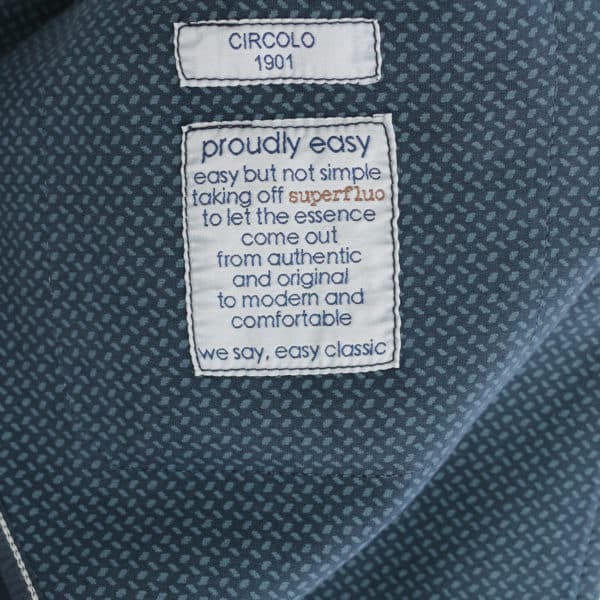 CIRCOLO
1901
proudly easy
easy but not simple
taking off superfluo
to let the essence
come out
from authentic
and original
to modern and
comfortable
we say, easy classic